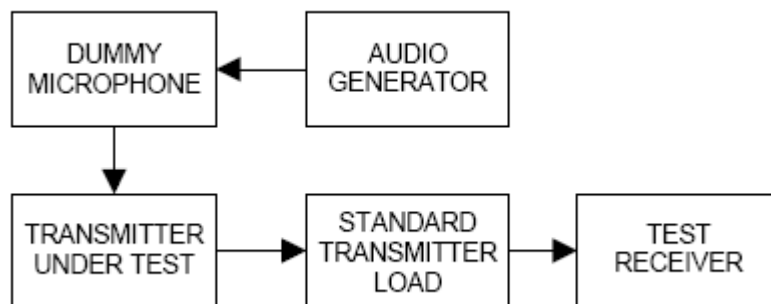 DUMMY
MICROPHONE
AUDIO
GENERATOR
TRANSMITTER
UNDER TEST
STANDARD
TRANSMITTER
LOAD
TEST
RECEIVER